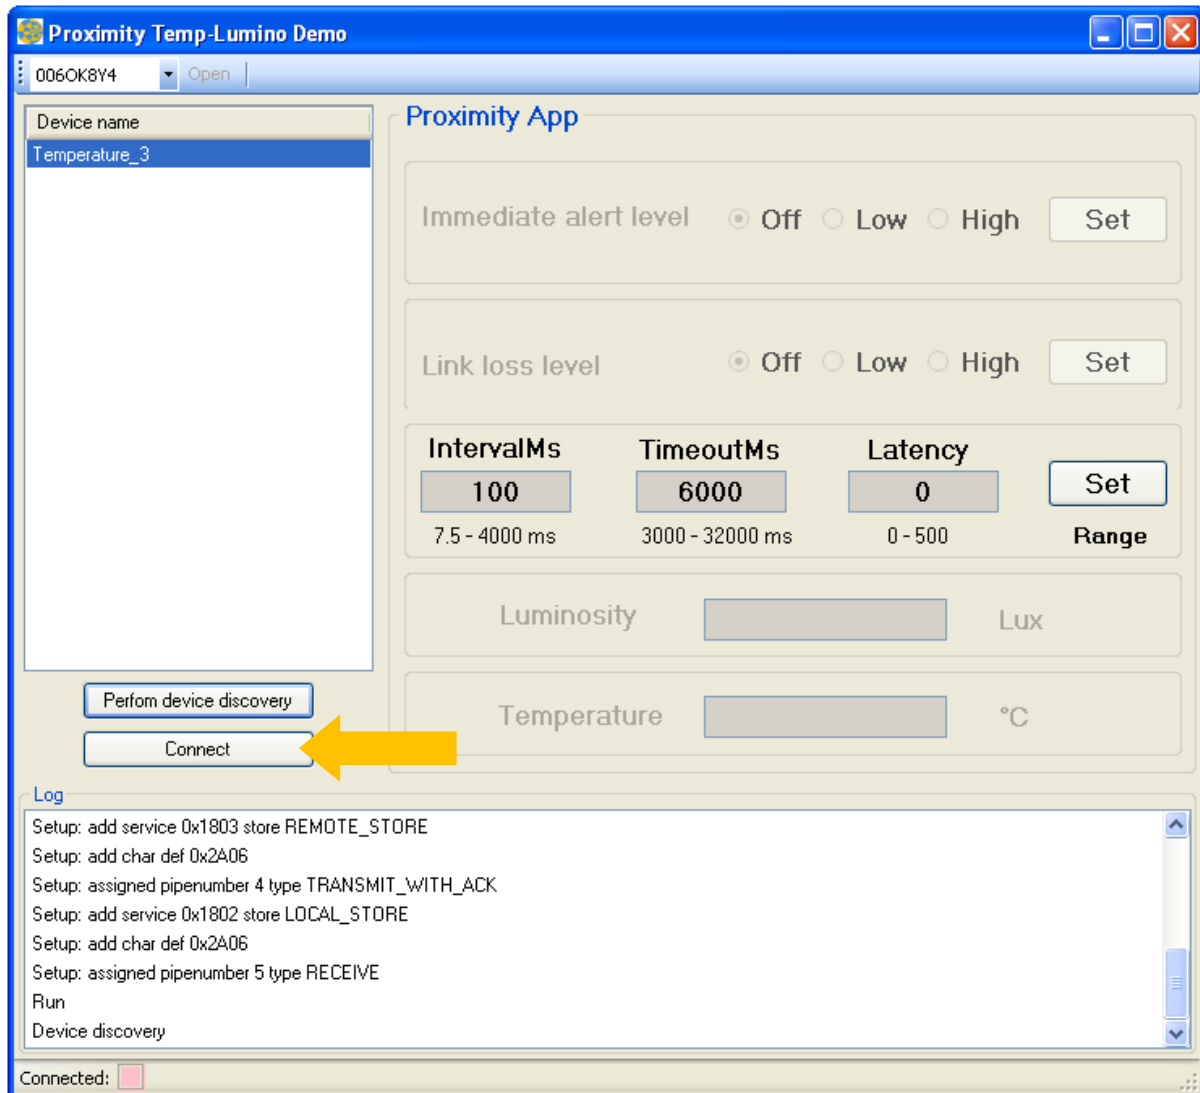 Proximity Temp-Lumino Demo
006OK8Y4 Open
Device name
Temperature_3
Perfom device discovery
Connect
Proximity App
Immediate alert level Off Low High Set
Link loss level Off Low High Set
IntervalMs TimeoutMs Latency
100 6000 0 Set
7.5 - 4000 ms 3000 - 32000 ms 0 - 500 Range
Luminosity Lux
Temperature °C
Log
Setup: add service 0x1803 store REMOTE_STORE
Setup: add char def 0x2A06
Setup: assigned pipenumber 4 type TRANSMIT_WITH_ACK
Setup: add service 0x1802 store LOCAL_STORE
Setup: add char def 0x2A06
Setup: assigned pipenumber 5 type RECEIVE
Run
Device discovery
Connected: